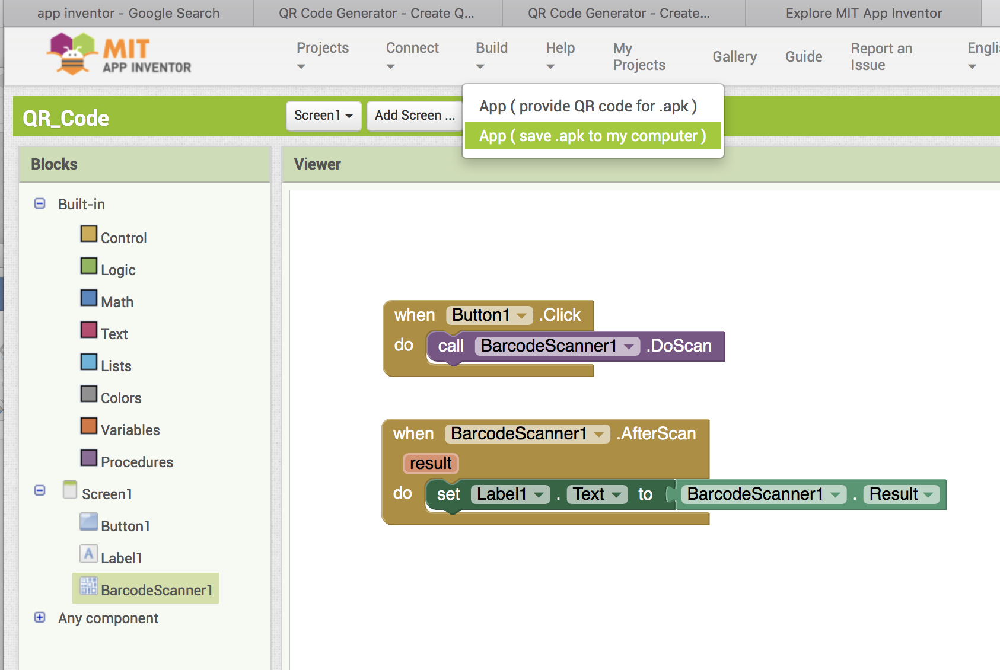 app inventor - Google Search
QR Code Generator - Create Q...
QR Code Generator - Create...
Explore MIT App Inventor
MIT
APP INVENTOR
Projects
Connect
Build
Help
My
Projects
Gallery
Guide
Report an
Issue
Engli
App ( provide QR code for .apk )
App ( save .apk to my computer )
QR_Code
Screen1
Add Screen ...
Blocks
Viewer
Built-in
Control
Logic
Math
Text
Lists
Colors
Variables
Procedures
Screen1
Button1
A
Label1
BarcodeScanner1
Any component
when Button1 .Click
do call BarcodeScanner1 .DoScan
when BarcodeScanner1 .AfterScan
result
do set Label1 . Text to BarcodeScanner1 . Result